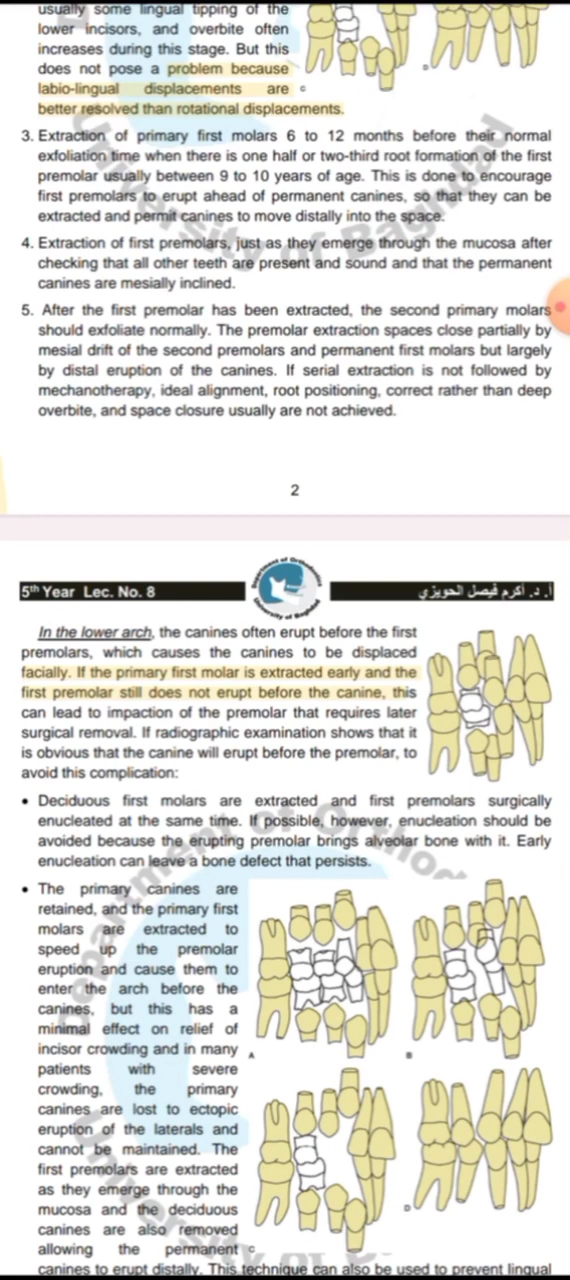 usually some lingual tipping of the
lower incisors, and overbite often
increases during this stage. But this
does not pose a problem because
labio-lingual displacements are
better resolved than rotational displacements.
C
D
3. Extraction of primary first molars 6 to 12 months before their normal
exfoliation time when there is one half or two-third root formation of the first
premolar usually between 9 to 10 years of age. This is done to encourage
first premolars to erupt ahead of permanent canines, so that they can be
extracted and permit canines to move distally into the space.
4. Extraction of first premolars, just as they emerge through the mucosa after
checking that all other teeth are present and sound and that the permanent
canines are mesially inclined.
5. After the first premolar has been extracted, the second primary molars
should exfoliate normally. The premolar extraction spaces close partially by
mesial drift of the second premolars and permanent first molars but largely
by distal eruption of the canines. If serial extraction is not followed by
mechanotherapy, ideal alignment, root positioning, correct rather than deep
overbite, and space closure usually are not achieved.
University of Baghdad
2
5th Year Lec. No. 8
Department of Orthodontics
University of Baghdad
أ. د. أكرم فيصل الحويزي
In the lower arch, the canines often erupt before the first
premolars, which causes the canines to be displaced
facially. If the primary first molar is extracted early and the
first premolar still does not erupt before the canine, this
can lead to impaction of the premolar that requires later
surgical removal. If radiographic examination shows that it
is obvious that the canine will erupt before the premolar, to
avoid this complication:
• Deciduous first molars are extracted and first premolars surgically
enucleated at the same time. If possible, however, enucleation should be
avoided because the erupting premolar brings alveolar bone with it. Early
enucleation can leave a bone defect that persists.
• The primary canines are
retained, and the primary first
molars are extracted to
speed up the premolar
eruption and cause them to
enter the arch before the
canines, but this has a
minimal effect on relief of
incisor crowding and in many
patients with severe
crowding, the primary
canines are lost to ectopic
eruption of the laterals and
cannot be maintained. The
first premolars are extracted
as they emerge through the
mucosa and the deciduous
canines are also removed
allowing the permanent
canines to erupt distally. This technique can also be used to prevent lingual
A
B
C
D